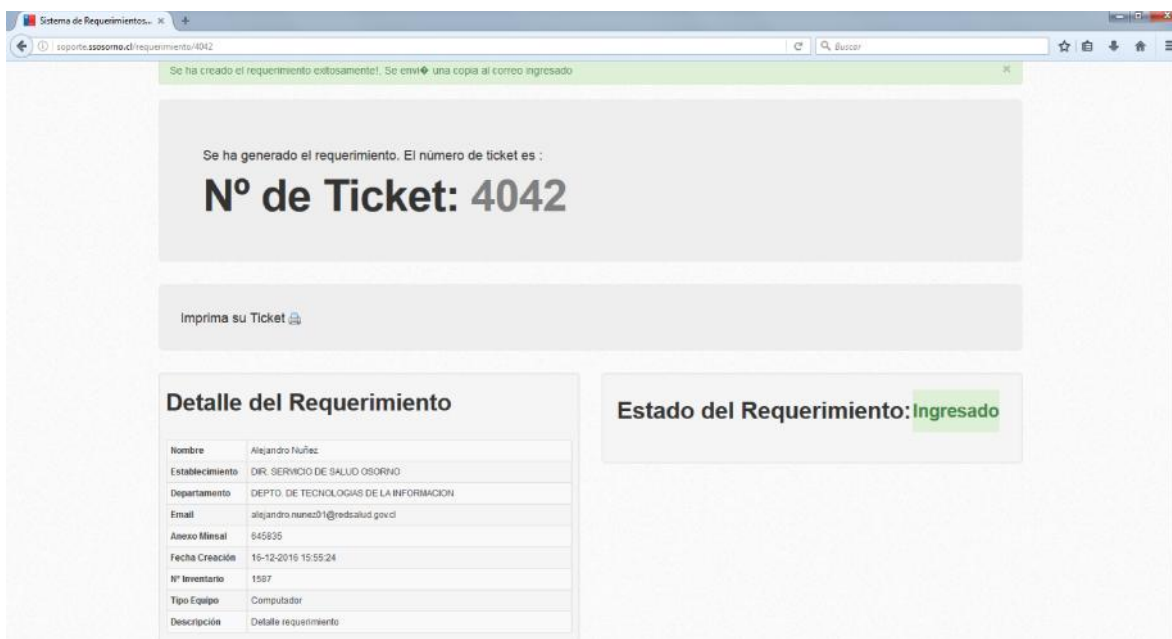 Sistema de Requerimientos...
soporte.ssosorno.cl/requerimiento/4042
Buscar
Se ha creado el requerimiento exitosamente!, Se envi� una copia al correo ingresado
Se ha generado el requerimiento. El número de ticket es :
Nº de Ticket: 4042
Imprima su Ticket
Detalle del Requerimiento
Nombre Alejandro Nuñez
Establecimiento DIR. SERVICIO DE SALUD OSORNO
Departamento DEPTO. DE TECNOLOGIAS DE LA INFORMACION
Email alejandro.nunez01@redsalud.gov.cl
Anexo Minsal 645835
Fecha Creación 16-12-2016 15:55:24
Nº Inventario 1587
Tipo Equipo Computador
Descripción Detalle requerimiento
Estado del Requerimiento: Ingresado